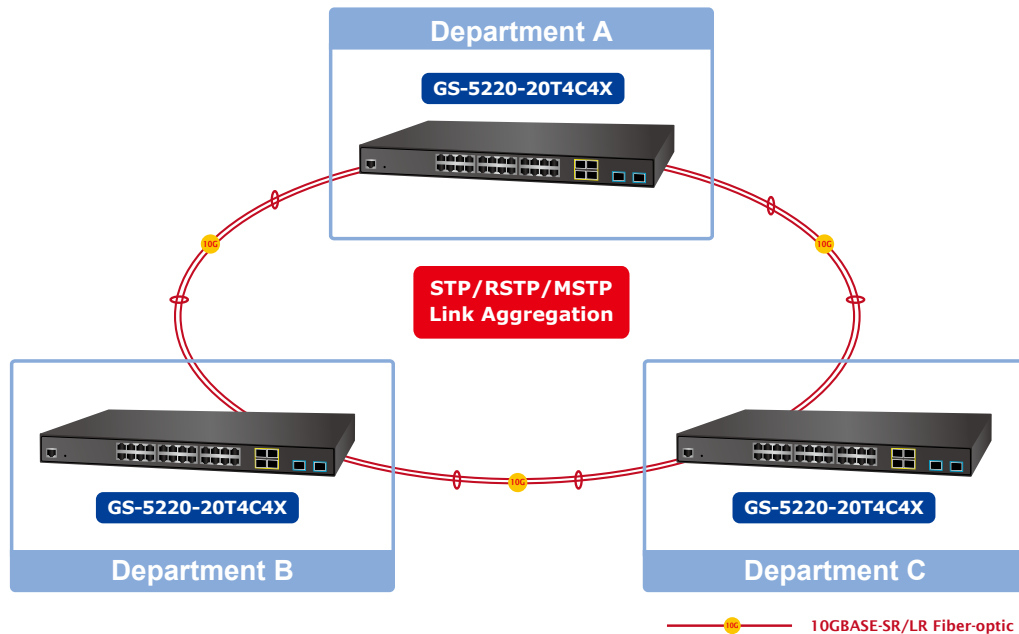 Department A
GS-5220-20T4C4X
10G
10G
STP/RSTP/MSTP
Link Aggregation
10G
GS-5220-20T4C4X
GS-5220-20T4C4X
Department B
Department C
10G
10GBASE-SR/LR Fiber-optic